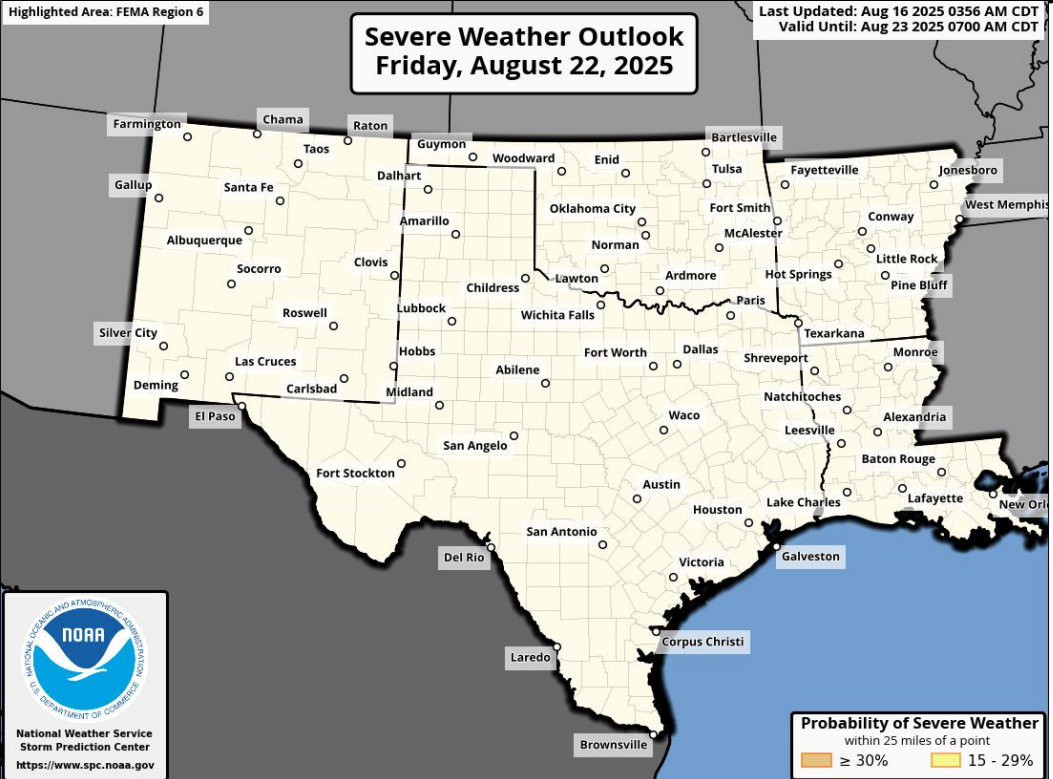 Highlighted Area: FEMA Region 6
Severe Weather Outlook
Friday, August 22, 2025
Last Updated: Aug 16 2025 0356 AM CDT
Valid Until: Aug 23 2025 0700 AM CDT
Farmington
Chama
Raton
Taos
Guymon
Woodward
Enid
Bartlesville
Tulsa
Fayetteville
Jonesboro
Gallup
Santa Fe
Dalhart
Oklahoma City
Fort Smith
West Memphis
Albuquerque
Amarillo
Norman
McAlester
Conway
Socorro
Clovis
Childress
Lawton
Ardmore
Hot Springs
Little Rock
Pine Bluff
Roswell
Lubbock
Wichita Falls
Paris
Texarkana
Silver City
Las Cruces
Hobbs
Fort Worth
Dallas
Shreveport
Monroe
Deming
Carlsbad
Midland
Abilene
Natchitoches
El Paso
San Angelo
Waco
Leesville
Alexandria
Fort Stockton
Austin
Baton Rouge
Houston
Lake Charles
Lafayette
New Orl
Del Rio
San Antonio
Galveston
Victoria
Laredo
Corpus Christi
Brownsville
NATIONAL OCEANIC AND ATMOSPHERIC ADMINISTRATION
NOAA
U.S. DEPARTMENT OF COMMERCE
National Weather Service
Storm Prediction Center
https://www.spc.noaa.gov
Probability of Severe Weather
within 25 miles of a point
≥ 30%
15 - 29%